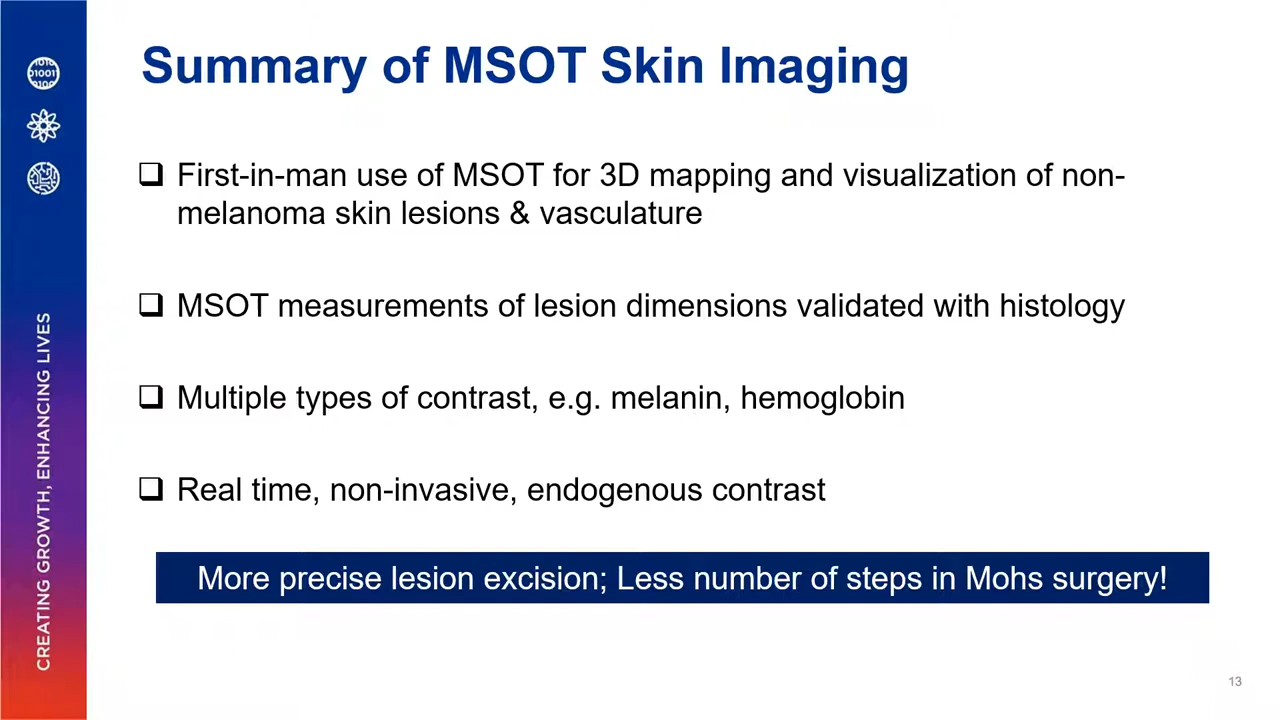 Summary of MSOT Skin Imaging
First-in-man use of MSOT for 3D mapping and visualization of non-
melanoma skin lesions & vasculature
MSOT measurements of lesion dimensions validated with histology
Multiple types of contrast, e.g. melanin, hemoglobin
Real time, non-invasive, endogenous contrast
More precise lesion excision; Less number of steps in Mohs surgery!
CREATING GROWTH, ENHANCING LIVES
13